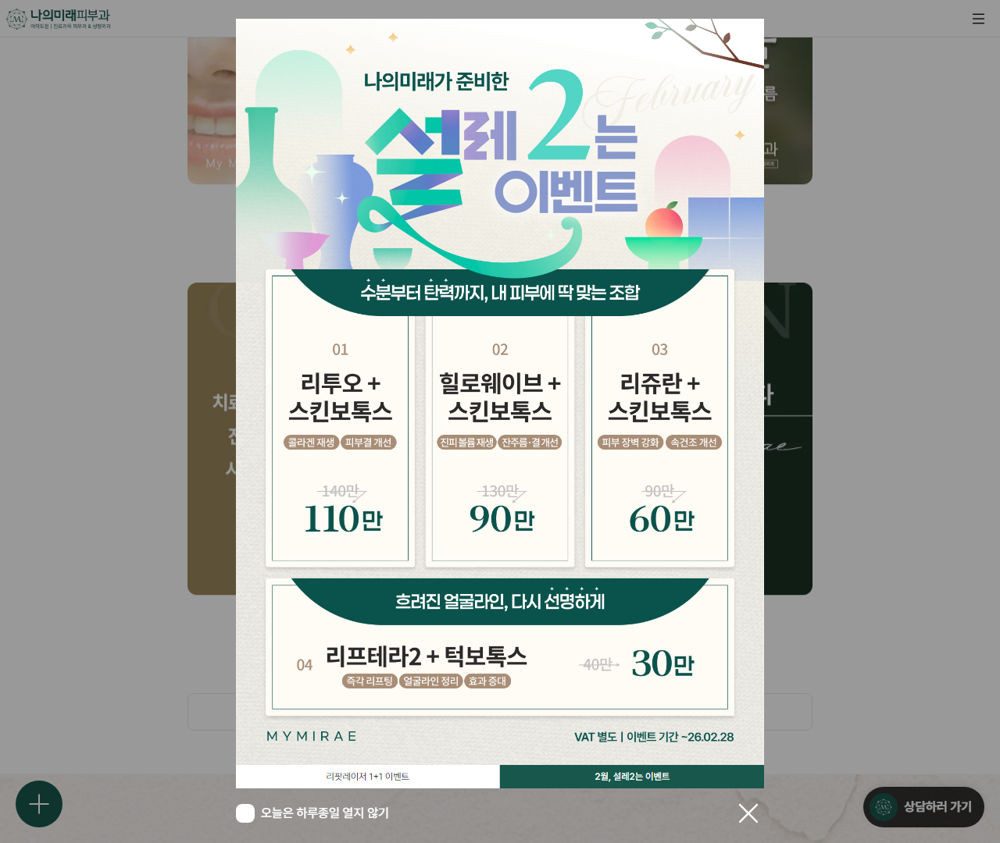 나의미래피부과
여의도점 | 진료과목 피부과 & 성형외과
나의미래가 준비한
February
설레2는
이벤트
수분부터 탄력까지, 내 피부에 딱 맞는 조합
01
리투오 +
스킨보톡스
콜라겐 재생 피부결 개선
140만
110만
02
힐로웨이브 +
스킨보톡스
진피볼륨재생 잔주름·결개선
130만
90만
03
리쥬란 +
스킨보톡스
피부 장벽 강화 속건조 개선
90만
60만
흐려진 얼굴라인, 다시 선명하게
04
리프테라2 + 턱보톡스
즉각 리프팅 얼굴라인 정리 효과 증대
40만
30만
MYMIRAE
VAT 별도 | 이벤트 기간 ~26.02.28
리팟레이저 1+1 이벤트
2월, 설레2는 이벤트
오늘은 하루종일 열지 않기
상담하러 가기